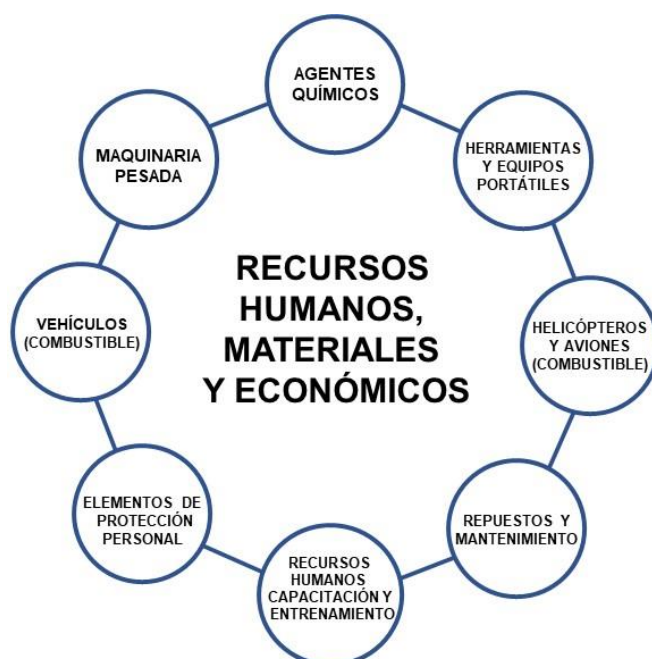 AGENTES
QUÍMICOS
HERRAMIENTAS
Y EQUIPOS
PORTÁTILES
HELICÓPTEROS
Y AVIONES
(COMBUSTIBLE)
REPUESTOS Y
MANTENIMIENTO
RECURSOS
HUMANOS
CAPACITACIÓN Y
ENTRENAMIENTO
ELEMENTOS DE
PROTECCIÓN
PERSONAL
VEHÍCULOS
(COMBUSTIBLE)
MAQUINARIA
PESADA
RECURSOS
HUMANOS,
MATERIALES
Y ECONÓMICOS